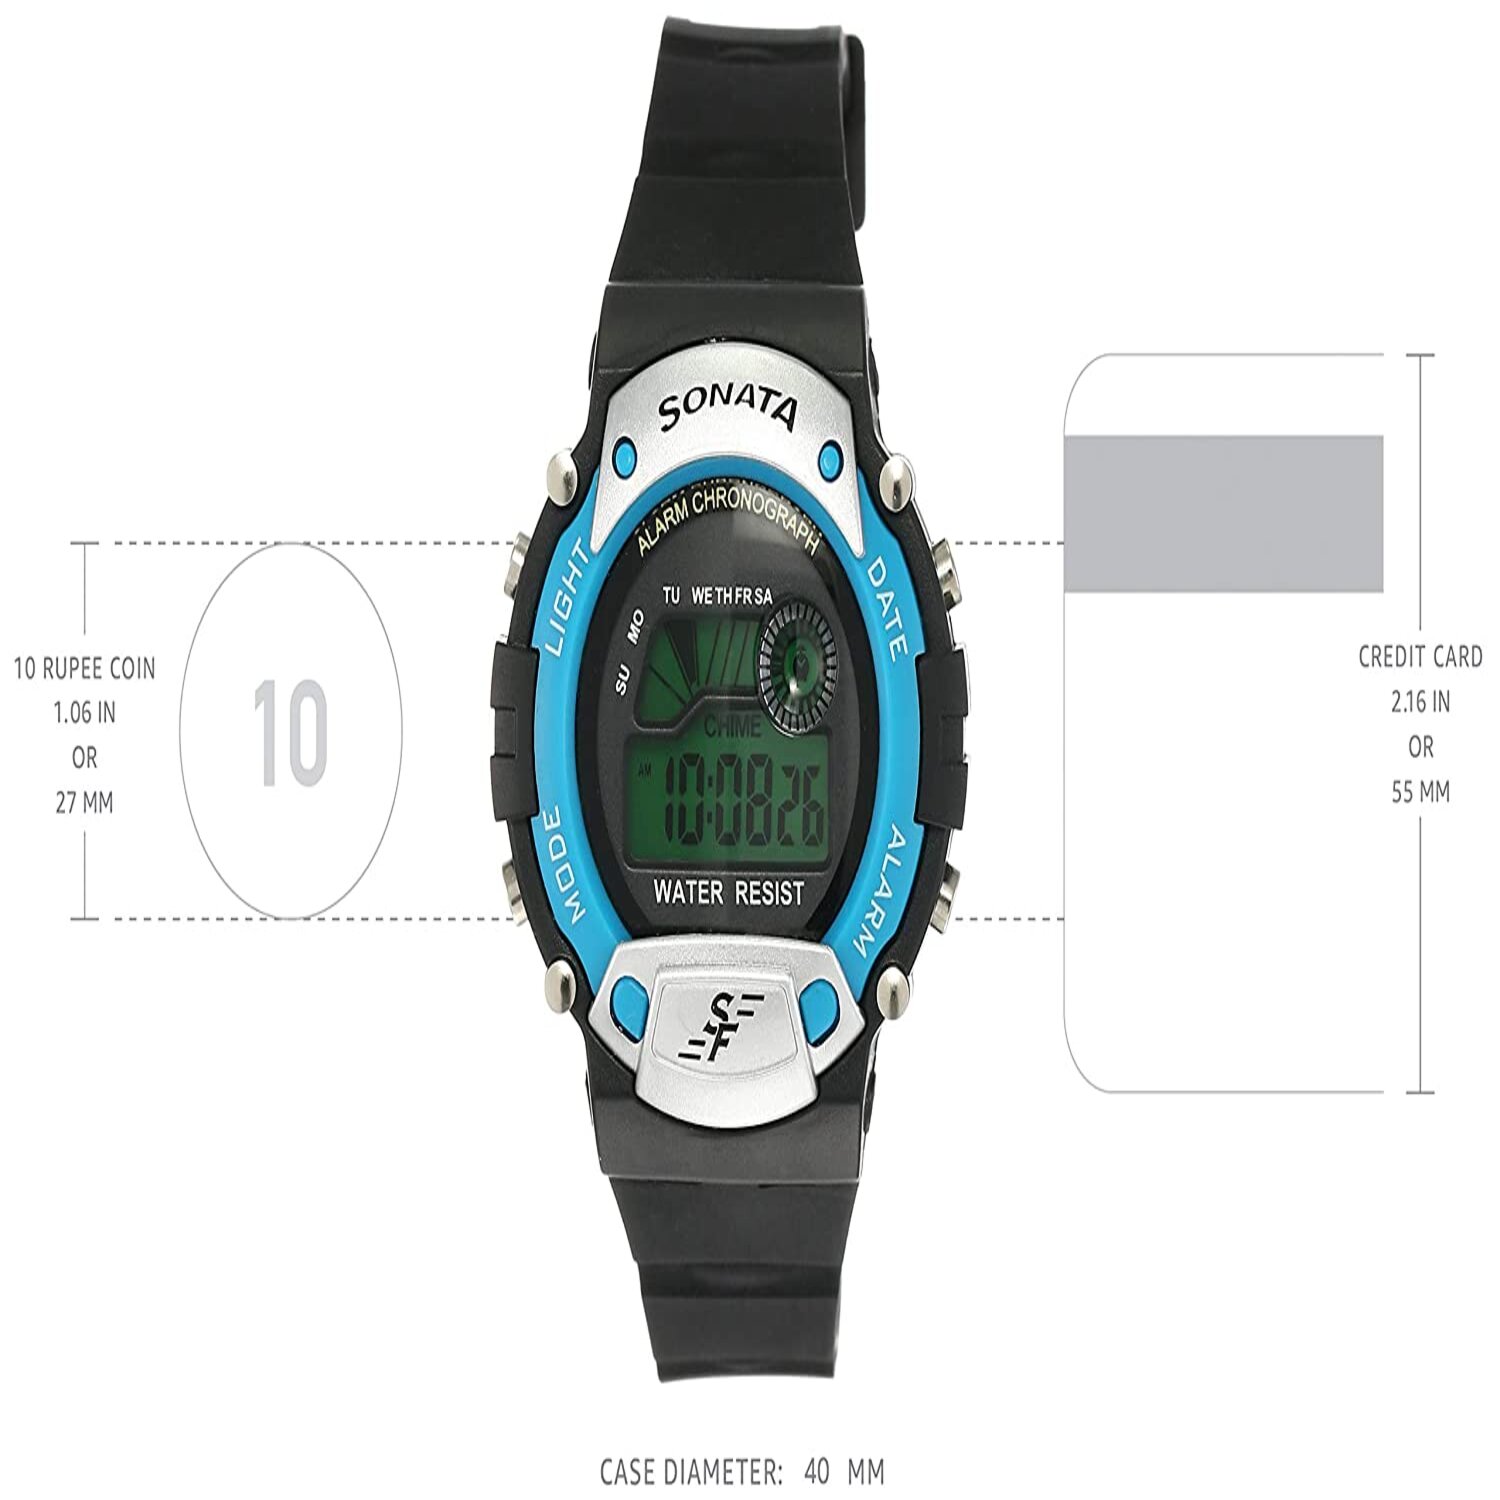 SONATA
ALARM CHRONOGRAPH
LIGHT
DATE
SU MO TU WE TH FR SA
CHIME
AM 10:08 26
WATER RESIST
MODE
ALARM
SF
10 RUPEE COIN
1.06 IN
OR
27 MM
10
CREDIT CARD
2.16 IN
OR
55 MM
CASE DIAMETER: 40 MM